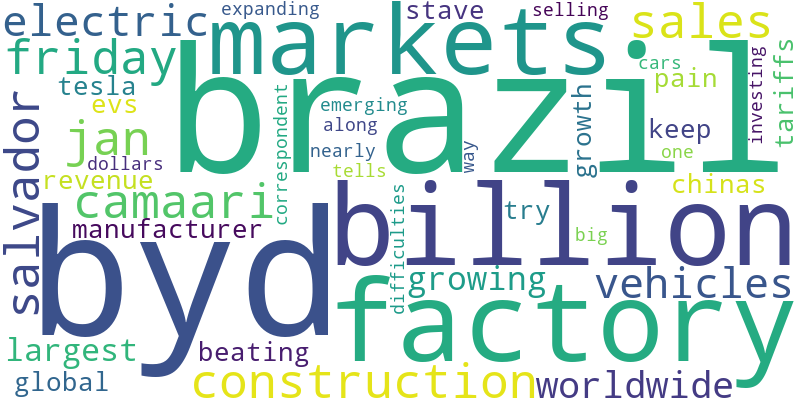 electric
expanding
stave
selling
sales
friday
markets
cars
tesla
pain
investing
tariffs
evs
brazil
emerging
growth
salvador
jan
correspondent
along
keep
dollars
nearly
way
one
revenue
tells
chinas
camaari
billion
difficulties
try
manufacturer
big
byd
growing
vehicles
factory
largest
beating
global
construction
worldwide